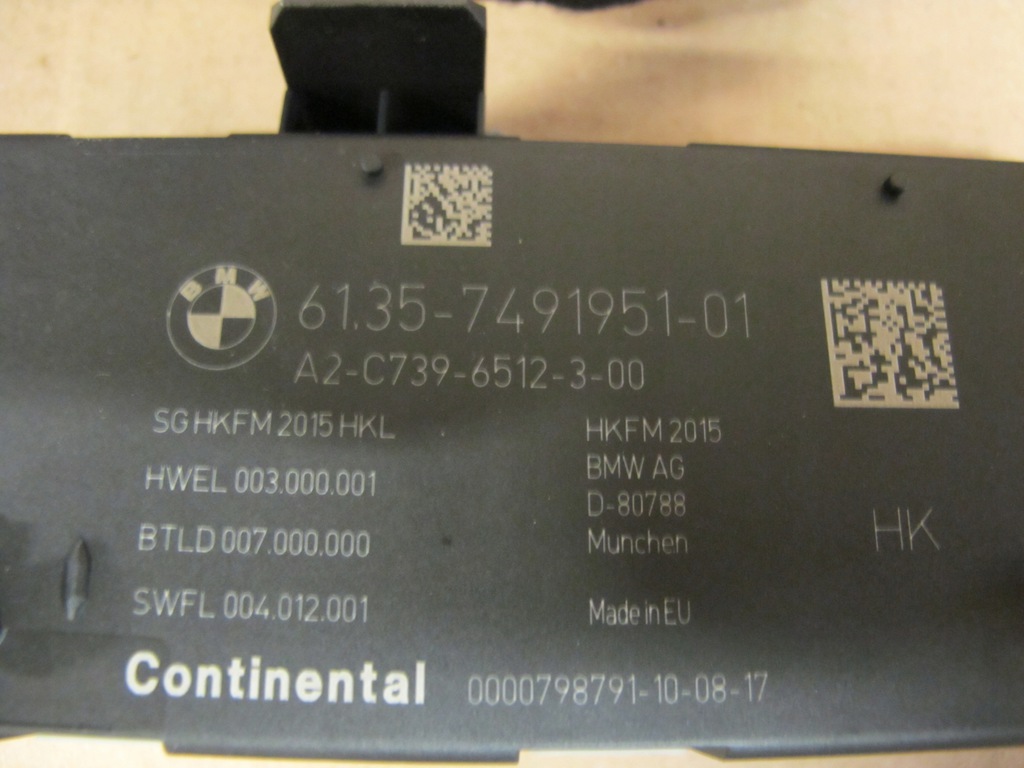 BMW
61.35-7491951-01
A2-C739-6512-3-00
SG HKFM 2015 HKL
HWEL 003.000.001
BTLD 007.000.000
SWFL 004.012.001
HKFM 2015
BMW AG
D-80788
Munchen
Made in EU
HK
Continental 0000798791-10-08-17